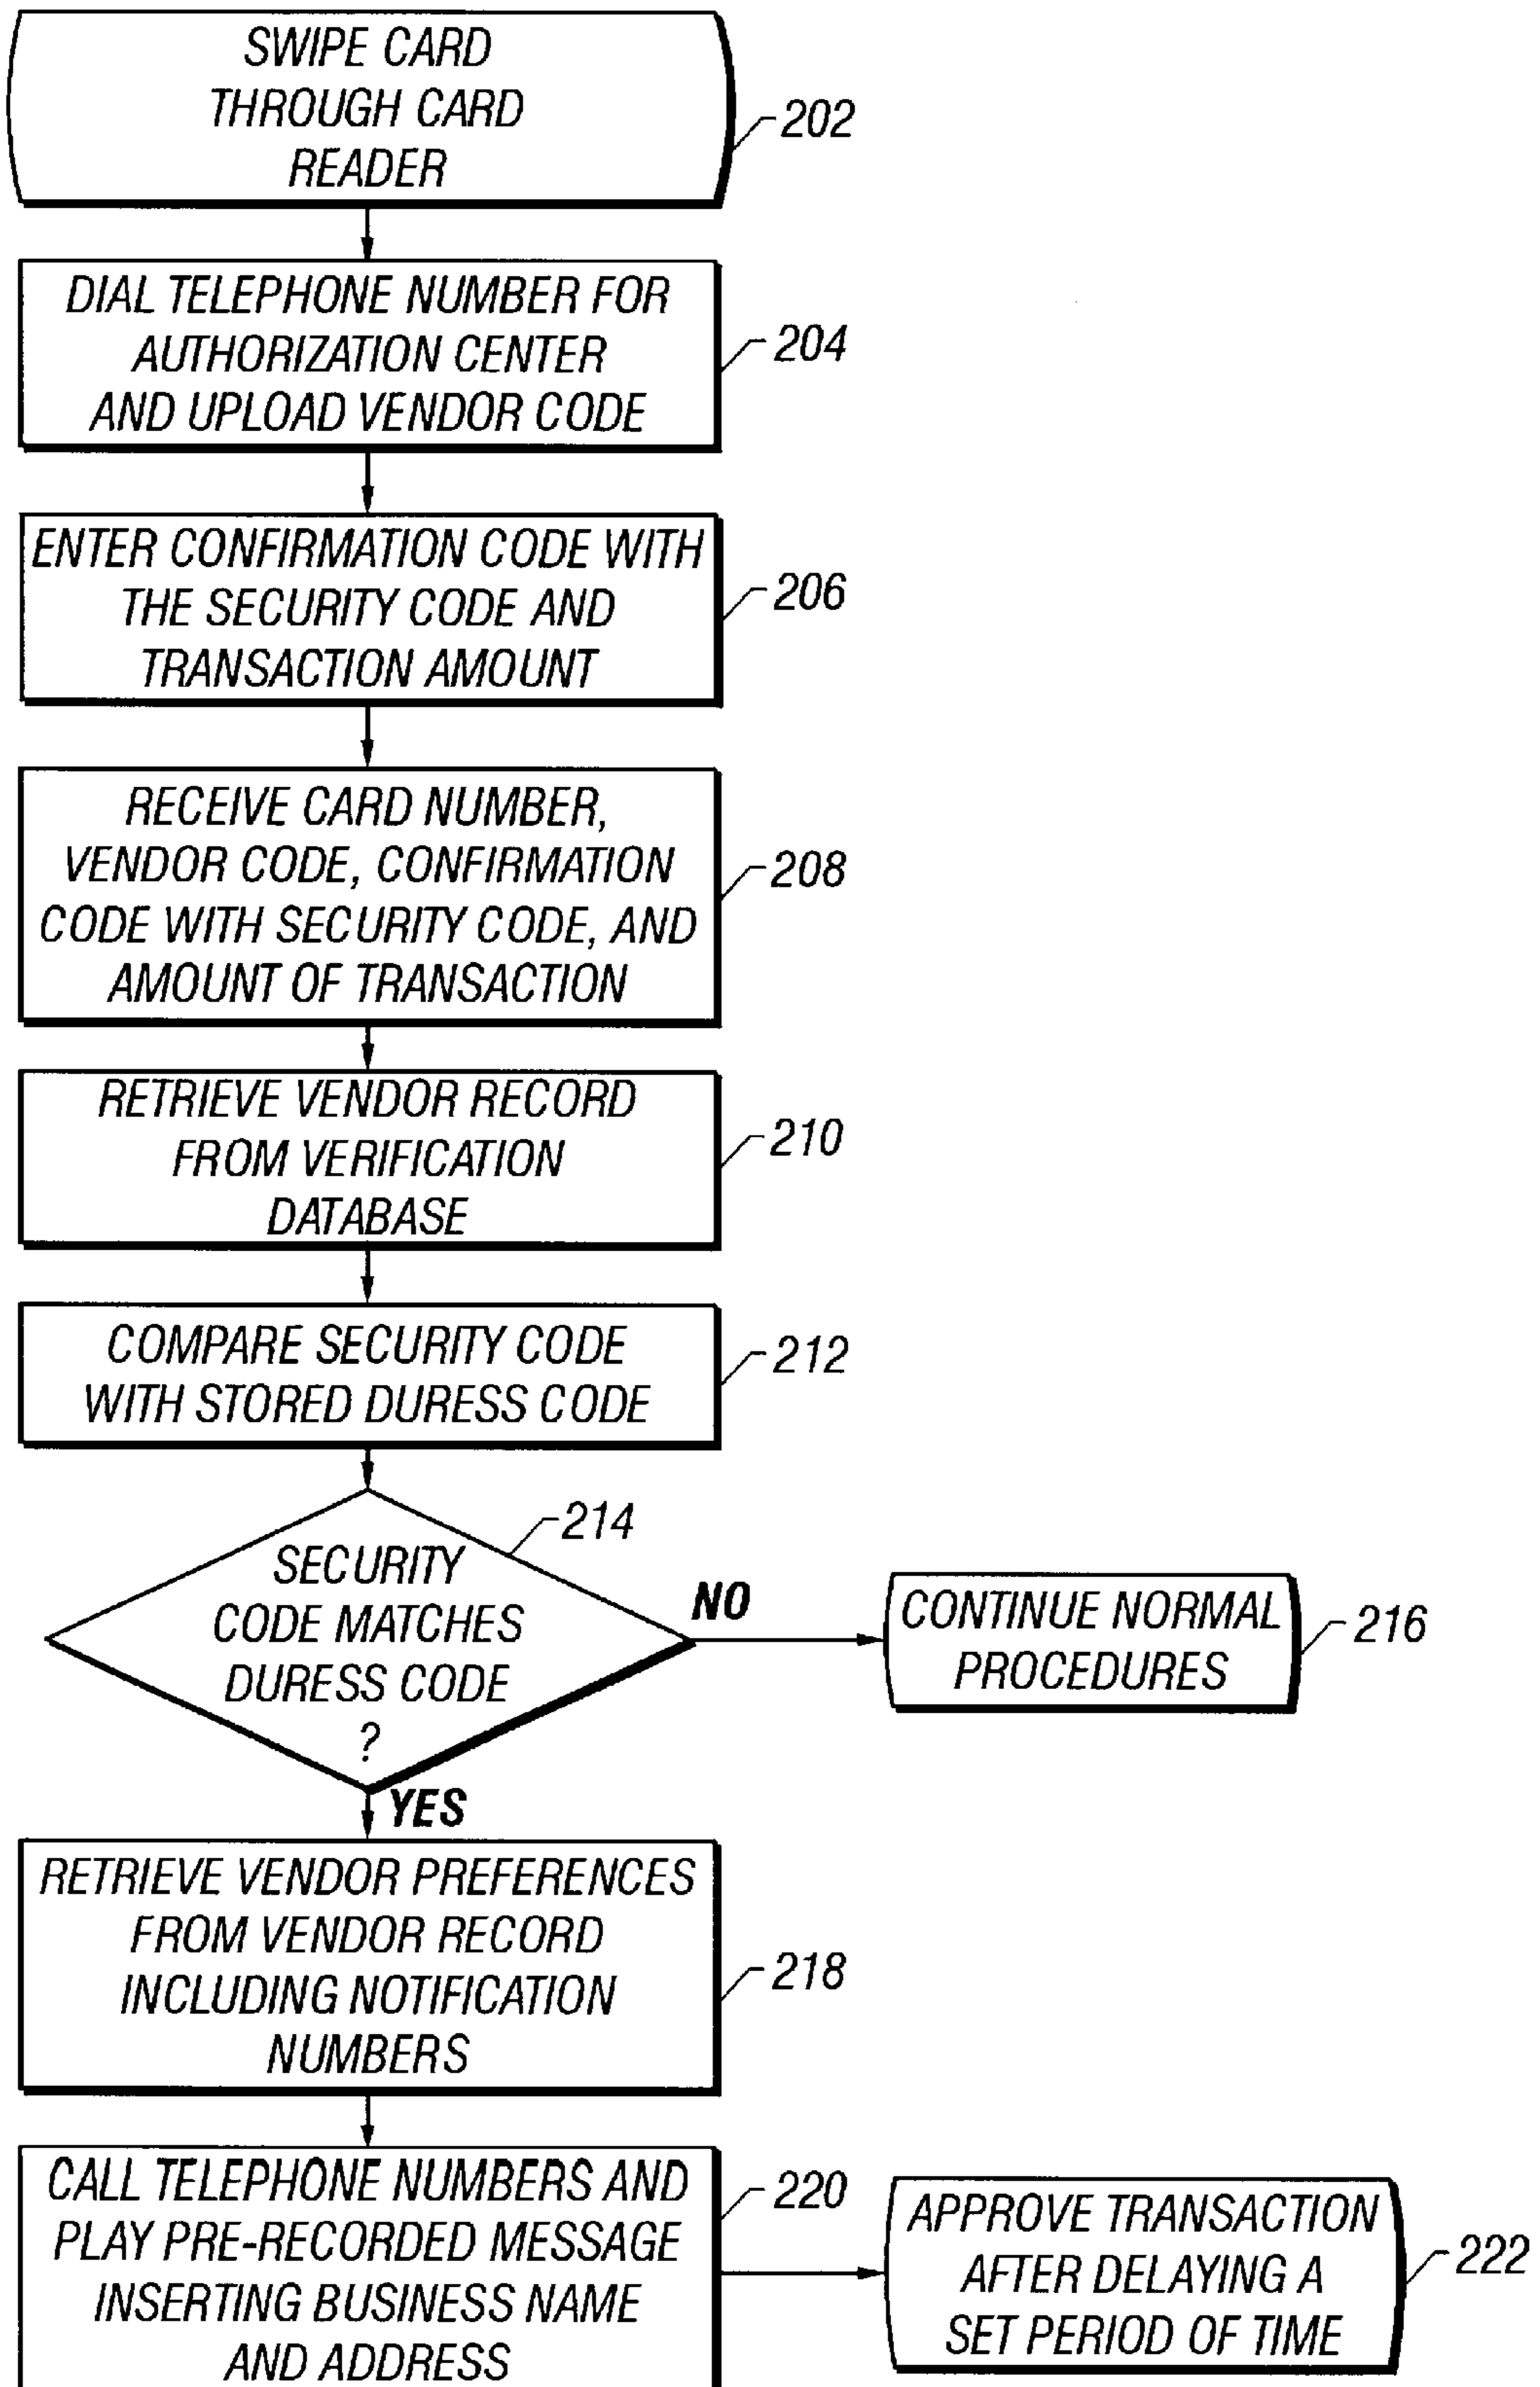 SWIPE CARD
THROUGH CARD
READER
202
DIAL TELEPHONE NUMBER FOR
AUTHORIZATION CENTER
AND UPLOAD VENDOR CODE
204
ENTER CONFIRMATION CODE WITH
THE SECURITY CODE AND
TRANSACTION AMOUNT
206
RECEIVE CARD NUMBER,
VENDOR CODE, CONFIRMATION
CODE WITH SECURITY CODE, AND
AMOUNT OF TRANSACTION
208
RETRIEVE VENDOR RECORD
FROM VERIFICATION
DATABASE
210
COMPARE SECURITY CODE
WITH STORED DURESS CODE
212
SECURITY
CODE MATCHES
DURESS CODE
?
214
NO
CONTINUE NORMAL
PROCEDURES
216
YES
RETRIEVE VENDOR PREFERENCES
FROM VENDOR RECORD
INCLUDING NOTIFICATION
NUMBERS
218
CALL TELEPHONE NUMBERS AND
PLAY PRE-RECORDED MESSAGE
INSERTING BUSINESS NAME
AND ADDRESS
220
APPROVE TRANSACTION
AFTER DELAYING A
SET PERIOD OF TIME
222